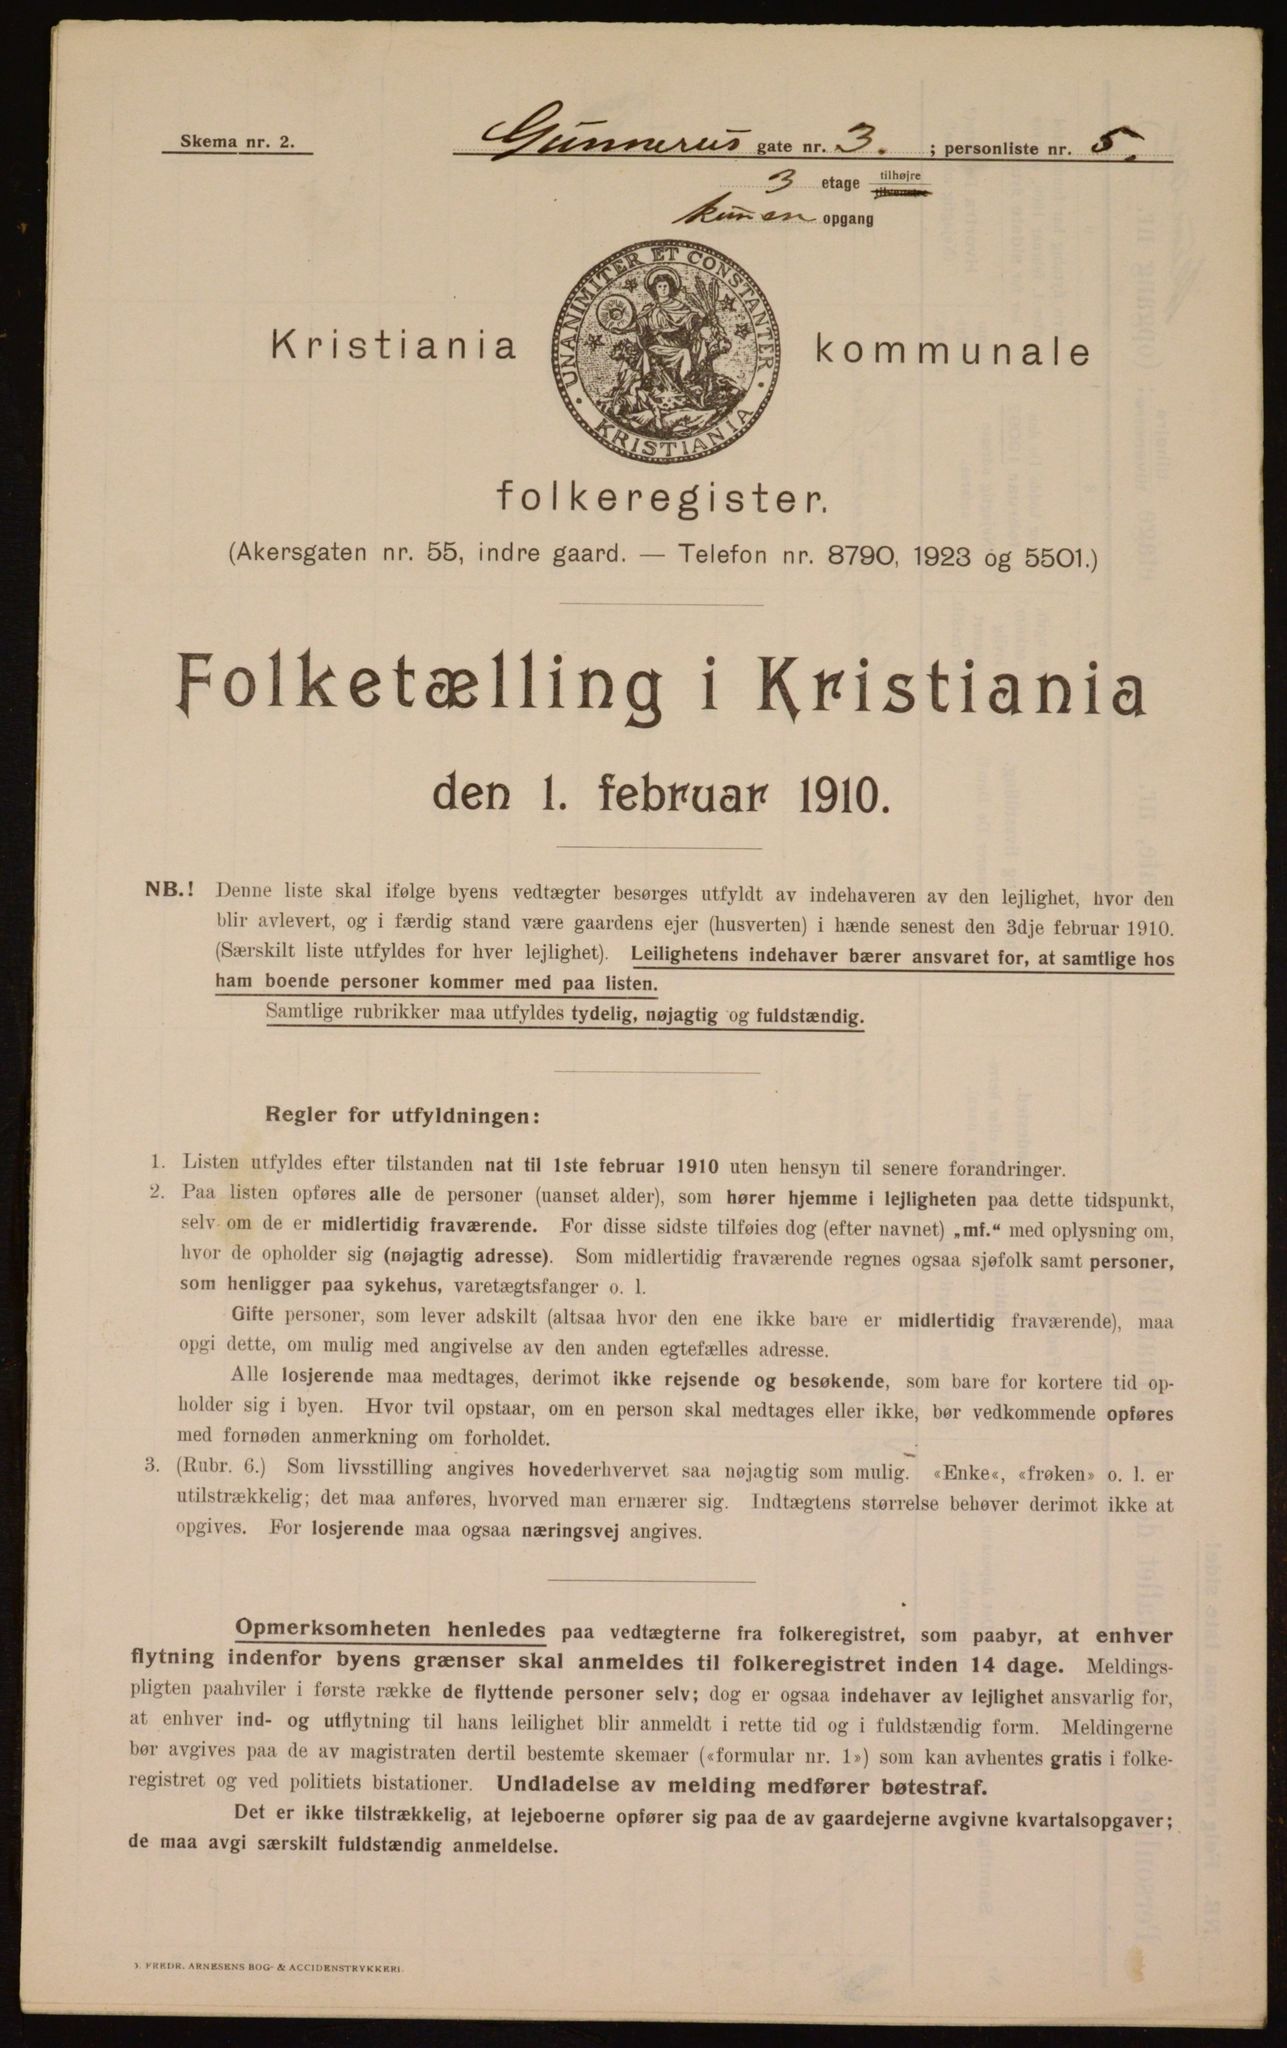 Skema nr. 2.
Gunnerus gate nr. 3. ; personliste nr. 5.
3 etage tilhøjre tilvenstre
kun en opgang
UNANIMITER ET CONSTANTER · KRISTIANIA ·
Kristiania kommunale
folkeregister.
(Akersgaten nr. 55, indre gaard. — Telefon nr. 8790, 1923 og 5501.)
Folketælling i Kristiania
den 1. februar 1910.
NB.! Denne liste skal ifølge byens vedtægter besørges utfyldt av indehaveren av den lejlighet, hvor den
blir avlevert, og i færdig stand være gaardens ejer (husverten) i hænde senest den 3dje februar 1910.
(Særskilt liste utfyldes for hver lejlighet). Leilighetens indehaver bærer ansvaret for, at samtlige hos
ham boende personer kommer med paa listen.
Samtlige rubrikker maa utfyldes tydelig, nøjagtig og fuldstændig.
Regler for utfyldningen:
1. Listen utfyldes efter tilstanden nat til 1ste februar 1910 uten hensyn til senere forandringer.
2. Paa listen opføres alle de personer (uanset alder), som hører hjemme i lejligheten paa dette tidspunkt,
selv om de er midlertidig fraværende. For disse sidste tilføies dog (efter navnet) „mf.“ med oplysning om,
hvor de opholder sig (nøjagtig adresse). Som midlertidig fraværende regnes ogsaa sjøfolk samt personer,
som henligger paa sykehus, varetægtsfanger o. l.
Gifte personer, som lever adskilt (altsaa hvor den ene ikke bare er midlertidig fraværende), maa
opgi dette, om mulig med angivelse av den anden egtefælles adresse.
Alle losjerende maa medtages, derimot ikke rejsende og besøkende, som bare for kortere tid op-
holder sig i byen. Hvor tvil opstaar, om en person skal medtages eller ikke, bør vedkommende opføres
med fornøden anmerkning om forholdet.
3. (Rubr. 6.) Som livsstilling angives hovederhvervet saa nøjagtig som mulig. «Enke«, «frøken» o. l. er
utilstrækkelig; det maa anføres, hvorved man ernærer sig. Indtægtens størrelse behøver derimot ikke at
opgives. For losjerende maa ogsaa næringsvej angives.
Opmerksomheten henledes paa vedtægterne fra folkeregistret, som paabyr, at enhver
flytning indenfor byens grænser skal anmeldes til folkeregistret inden 14 dage. Meldings-
pligten paahviler i første række de flyttende personer selv; dog er ogsaa indehaver av lejlighet ansvarlig for,
at enhver ind- og utflytning til hans leilighet blir anmeldt i rette tid og i fuldstændig form. Meldingerne
bør avgives paa de av magistraten dertil bestemte skemaer («formular nr. 1») som kan avhentes gratis i folke-
registret og ved politiets bistationer. Undladelse av melding medfører bøtestraf.
Det er ikke tilstrækkelig, at lejeboerne opfører sig paa de av gaardejerne avgivne kvartalsopgaver;
de maa avgi særskilt fuldstændig anmeldelse.
FREDR. ARNESENS BOG- & ACCIDENSTRYKKERI.